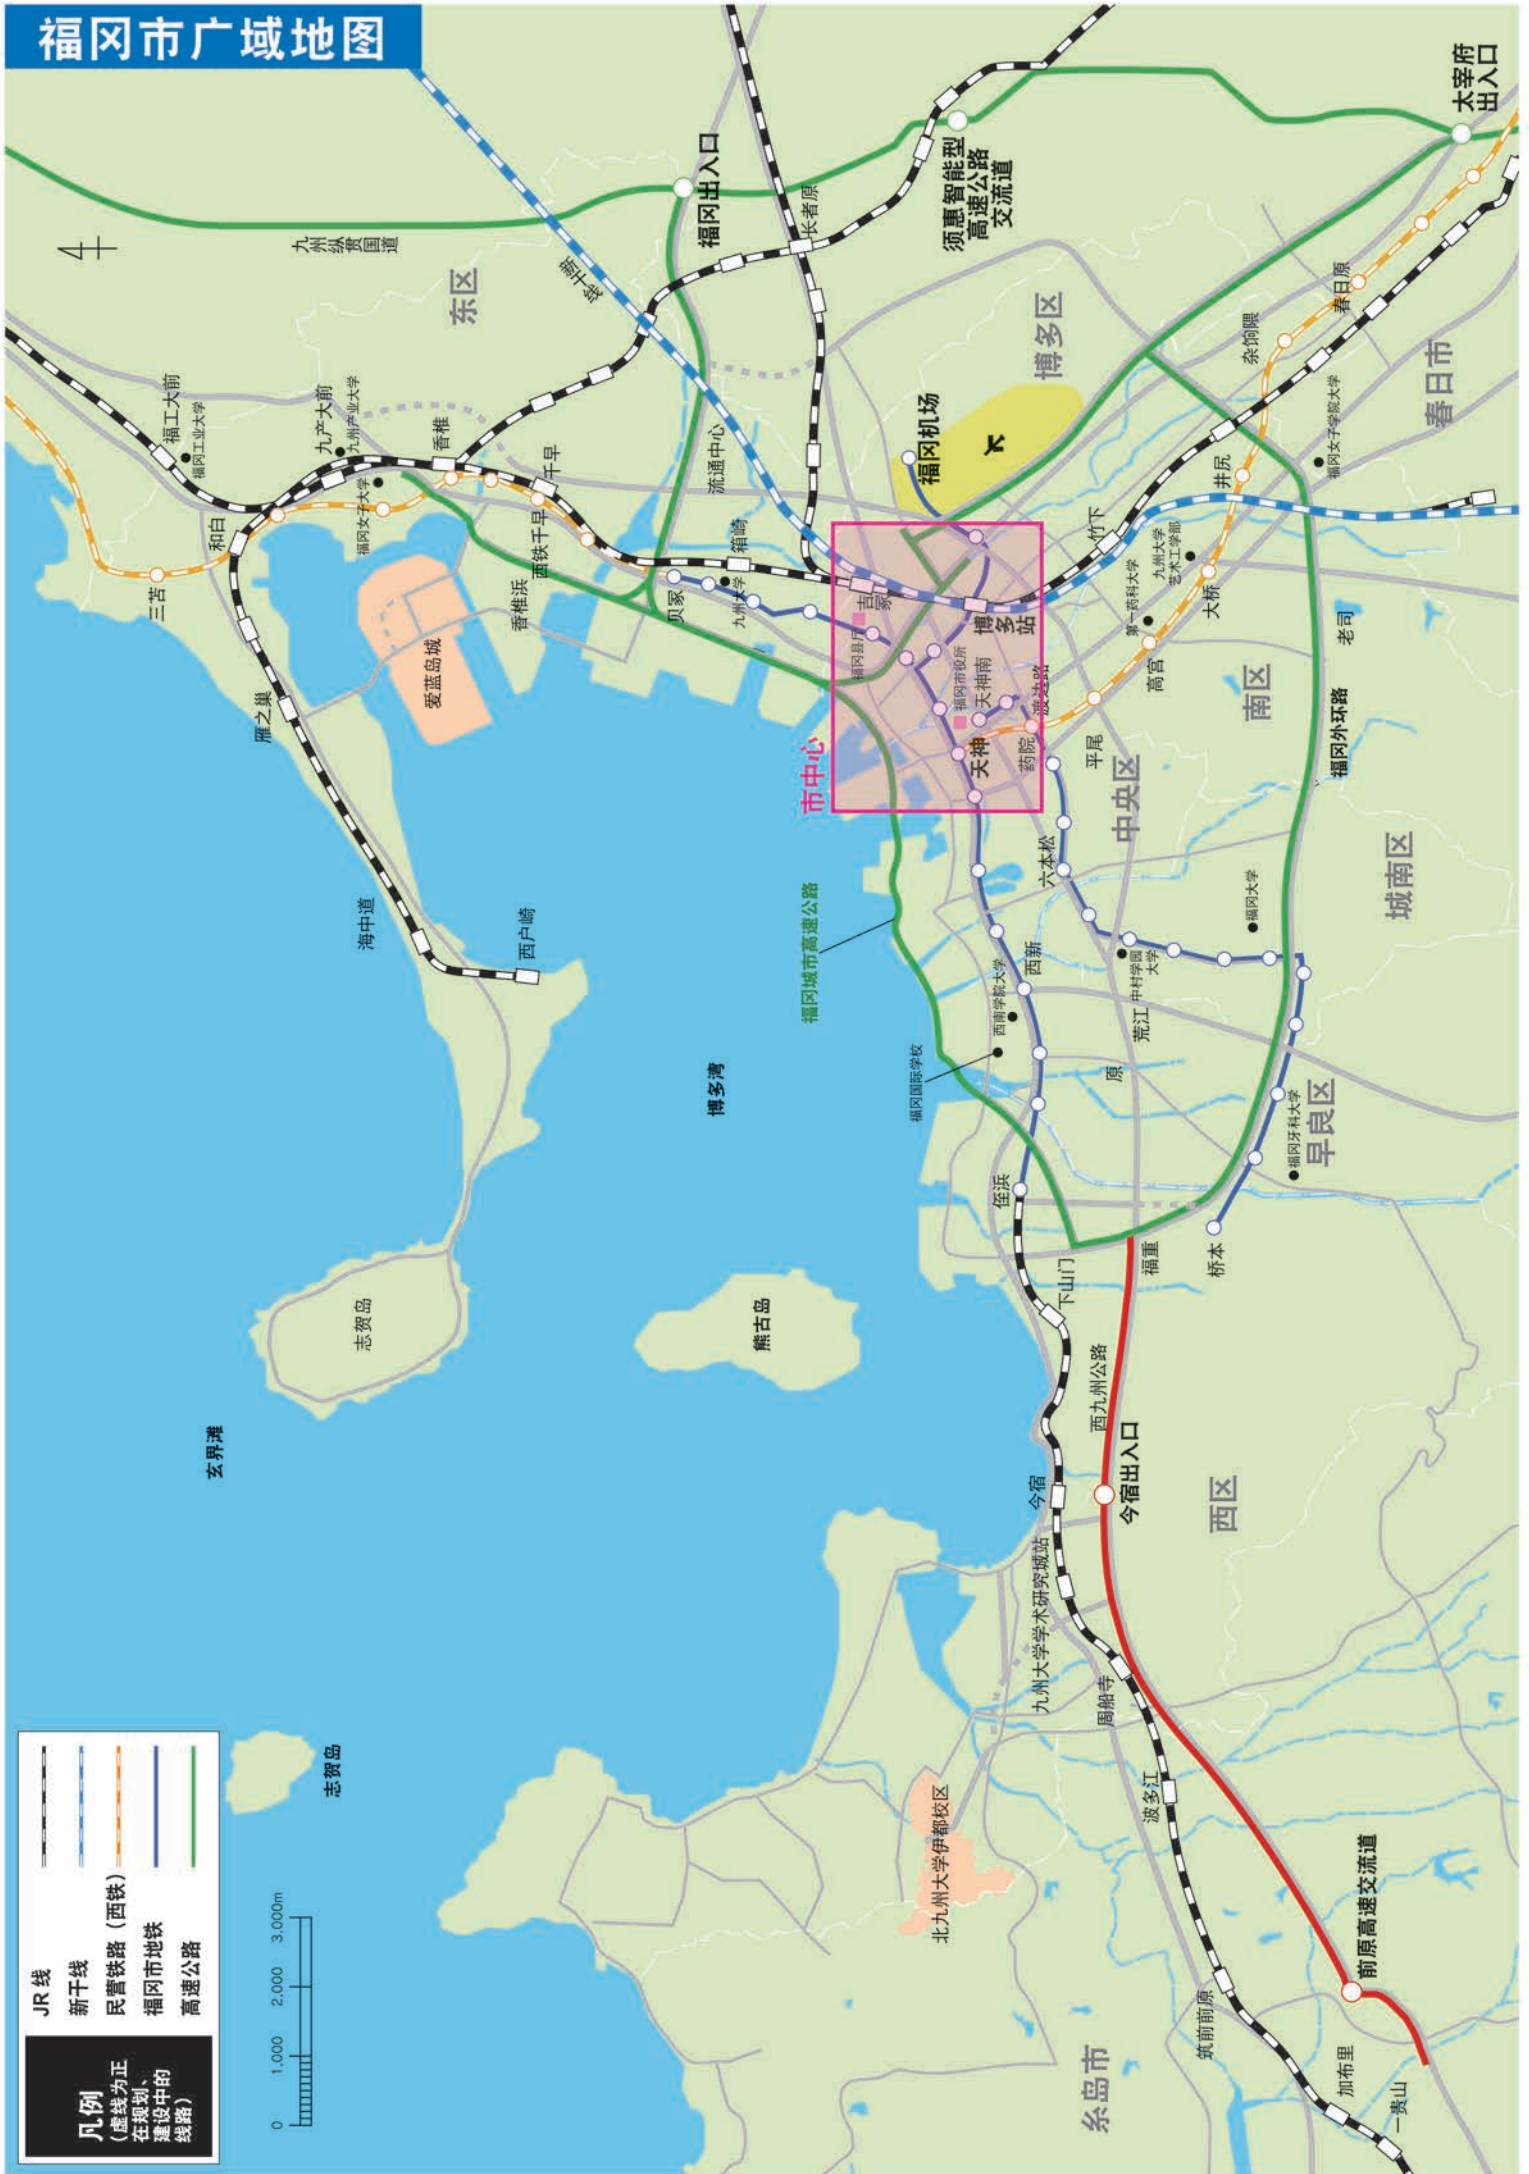 福冈市广域地图
凡例
(虚线为正
在规划、
建设中的
线路)
JR 线
新干线
民营铁路 (西铁)
福冈市地铁
高速公路
0
1,000
2,000
3,000m
志贺岛
玄界滩
志贺岛
熊古岛
博多湾
海中道
西户崎
雁之巢
三苫
和白
福工大前
福冈工业大学
九产大前
九州产业大学
福冈女子大学
香椎
千早
西铁千早
香椎浜
爱蓝岛城
贝冢
九州大学
箱崎
流通中心
东区
九州纵贯国道
新干线
福冈出入口
长者原
须惠智能型
高速公路
交流道
太宰府
出入口
博多区
福冈机场
市中心
吉冢
福冈县厅
博多站
福冈市役所
天神南
天神
渡边路
药院
平尾
高宫
第一药科大学
九州大学
艺术工学部
竹下
大桥
井尻
杂饷隈
春日原
福冈女子学院大学
春日市
南区
老司
福冈外环路
中央区
六本松
城南区
福冈大学
福冈城市高速公路
西新
西南学院大学
福冈国际学校
中村学园
大学
荒江
原
早良区
福冈牙科大学
侄浜
下山门
福重
桥本
西九州公路
今宿
今宿出入口
西区
九州大学学术研究城站
周船寺
波多江
北九州大学伊都校区
前原高速交流道
筑前前原
加布里
一贵山
糸岛市